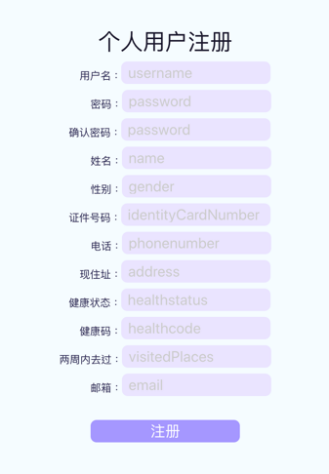 个人用户注册
用户名： username
密码： password
确认密码： password
姓名： name
性别： gender
证件号码： identityCardNumber
电话： phonenumber
现住址： address
健康状态： healthstatus
健康码： healthcode
两周内去过： visitedPlaces
邮箱： email
注册